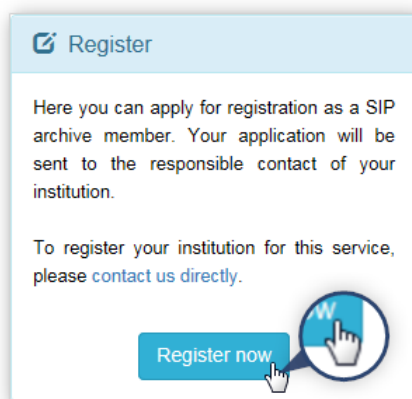 Register
Here you can apply for registration as a SIP
archive member. Your application will be
sent to the responsible contact of your
institution.
To register your institution for this service,
please contact us directly.
ow
Register now